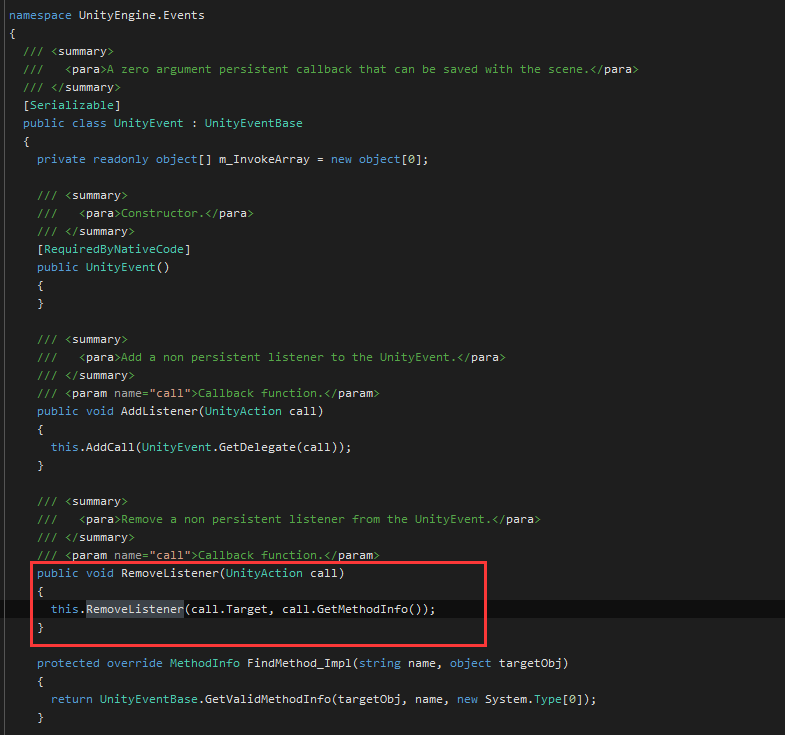 namespace UnityEngine.Events
{
/// <summary>
///   <para>A zero argument persistent callback that can be saved with the scene.</para>
/// </summary>
[Serializable]
public class UnityEvent : UnityEventBase
{
private readonly object[] m_InvokeArray = new object[0];
/// <summary>
///   <para>Constructor.</para>
/// </summary>
[RequiredByNativeCode]
public UnityEvent()
{
}
/// <summary>
///   <para>Add a non persistent listener to the UnityEvent.</para>
/// </summary>
/// <param name="call">Callback function.</param>
public void AddListener(UnityAction call)
{
this.AddCall(UnityEvent.GetDelegate(call));
}
/// <summary>
///   <para>Remove a non persistent listener from the UnityEvent.</para>
/// </summary>
/// <param name="call">Callback function.</param>
public void RemoveListener(UnityAction call)
{
this.RemoveListener(call.Target, call.GetMethodInfo());
}
protected override MethodInfo FindMethod_Impl(string name, object targetObj)
{
return UnityEventBase.GetValidMethodInfo(targetObj, name, new System.Type[0]);
}